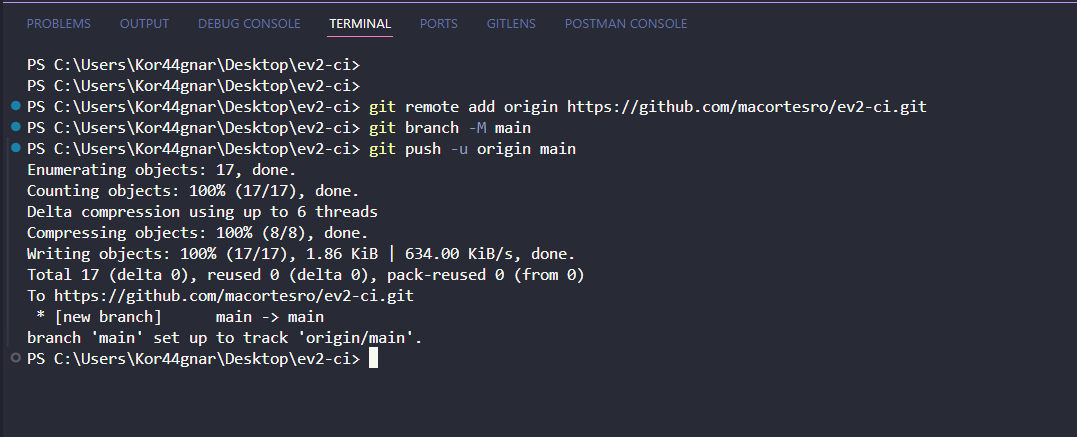 PROBLEMS OUTPUT DEBUG CONSOLE TERMINAL PORTS GITLENS POSTMAN CONSOLE
PS C:\Users\Kor44gnar\Desktop\ev2-ci>
PS C:\Users\Kor44gnar\Desktop\ev2-ci>
PS C:\Users\Kor44gnar\Desktop\ev2-ci> git remote add origin https://github.com/macortesro/ev2-ci.git
PS C:\Users\Kor44gnar\Desktop\ev2-ci> git branch -M main
PS C:\Users\Kor44gnar\Desktop\ev2-ci> git push -u origin main
Enumerating objects: 17, done.
Counting objects: 100% (17/17), done.
Delta compression using up to 6 threads
Compressing objects: 100% (8/8), done.
Writing objects: 100% (17/17), 1.86 KiB | 634.00 KiB/s, done.
Total 17 (delta 0), reused 0 (delta 0), pack-reused 0 (from 0)
To https://github.com/macortesro/ev2-ci.git
 * [new branch]      main -> main
branch 'main' set up to track 'origin/main'.
PS C:\Users\Kor44gnar\Desktop\ev2-ci>